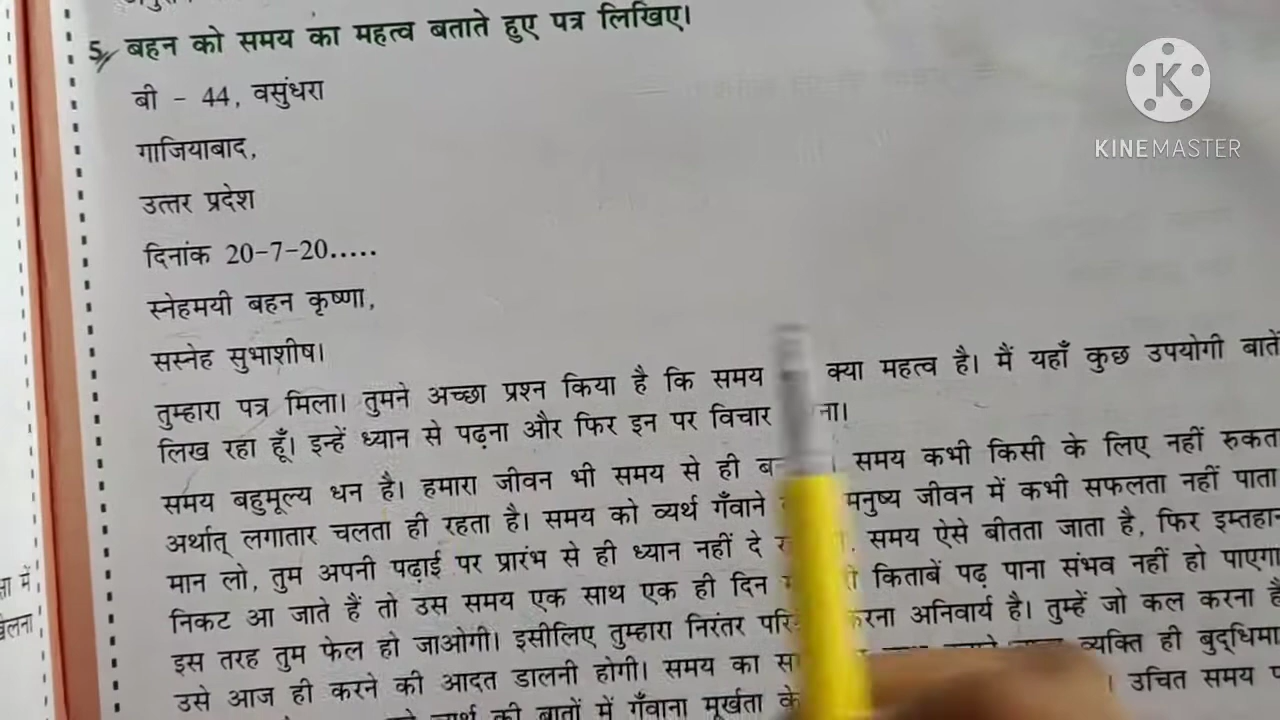 5. बहन को समय का महत्व बताते हुए पत्र लिखिए।
बी - 44, वसुंधरा
K
KINEMASTER
गाजियाबाद,
उत्तर प्रदेश
दिनांक 20-7-20.....
स्नेहमयी बहन कृष्णा,
सस्नेह सुभाशीष।
तुम्हारा पत्र मिला। तुमने अच्छा प्रश्न किया है कि समय क्या महत्व है। मैं यहाँ कुछ उपयोगी बातें
लिख रहा हूँ। इन्हें ध्यान से पढ़ना और फिर इन पर विचार
समय बहुमूल्य धन है। हमारा जीवन भी समय से ही समय कभी किसी के लिए नहीं रुकता
अर्थात् लगातार चलता ही रहता है। समय को व्यर्थ गँवाने मनुष्य जीवन में कभी सफलता नहीं पाता
मान लो, तुम अपनी पढ़ाई पर प्रारंभ से ही ध्यान नहीं दे समय ऐसे बीतता जाता है, फिर
निकट आ जाते हैं तो उस समय एक साथ एक ही दिन किताबें पढ़ पाना संभव नहीं हो पाएगा
इस तरह तुम फेल हो जाओगी। इसीलिए तुम्हारा निरंतर करना अनिवार्य है। तुम्हें जो कल करना है
उसे आज ही करने की आदत डालनी होगी। समय का व्यक्ति ही
की बातों में गँवाना मूर्खता उचित समय